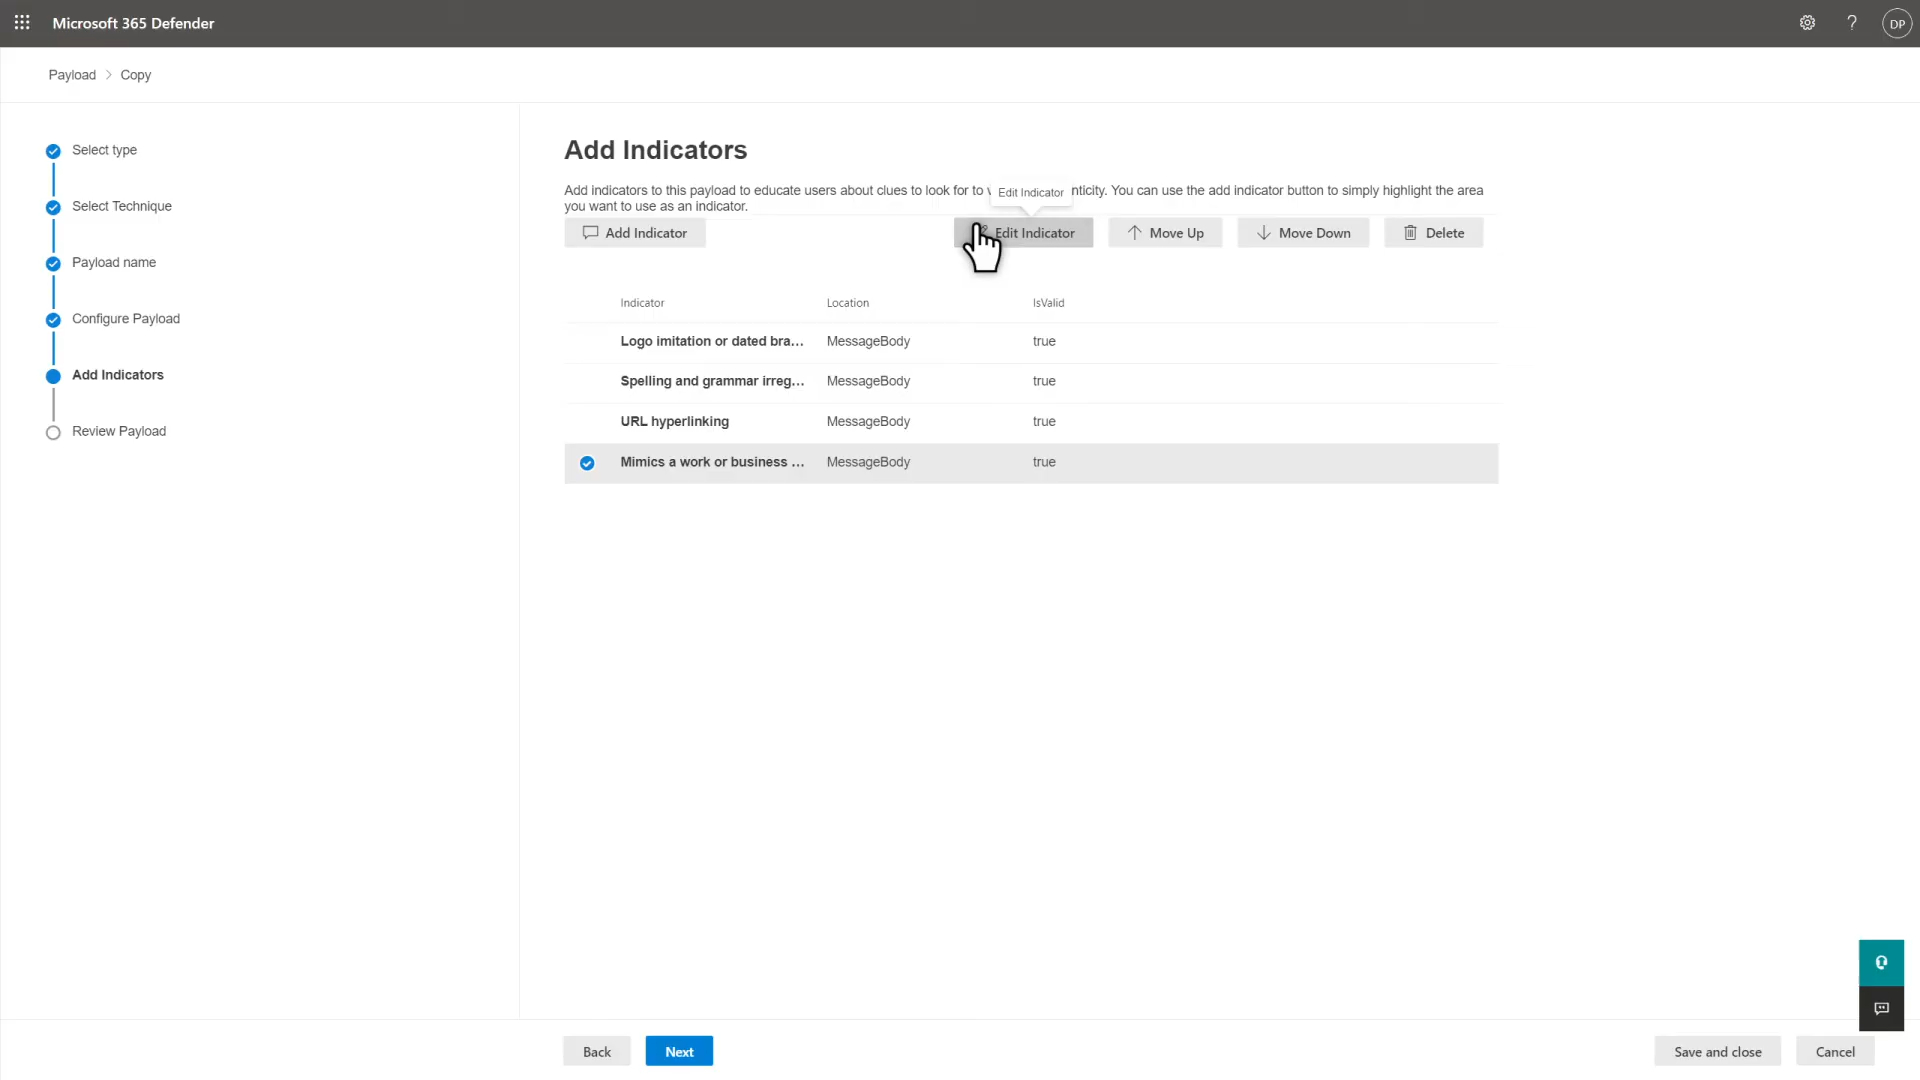 Microsoft 365 Defender
DP
Payload > Copy
Select type
Select Technique
Payload name
Configure Payload
Add Indicators
Review Payload
Add Indicators
Add indicators to this payload to educate users about clues to look for to v nticity. You can use the add indicator button to simply highlight the area
you want to use as an indicator.
Edit Indicator
Add Indicator
Edit Indicator
Move Up
Move Down
Delete
Indicator Location IsValid
Logo imitation or dated bra... MessageBody true
Spelling and grammar irreg... MessageBody true
URL hyperlinking MessageBody true
Mimics a work or business ... MessageBody true
Back
Next
Save and close
Cancel